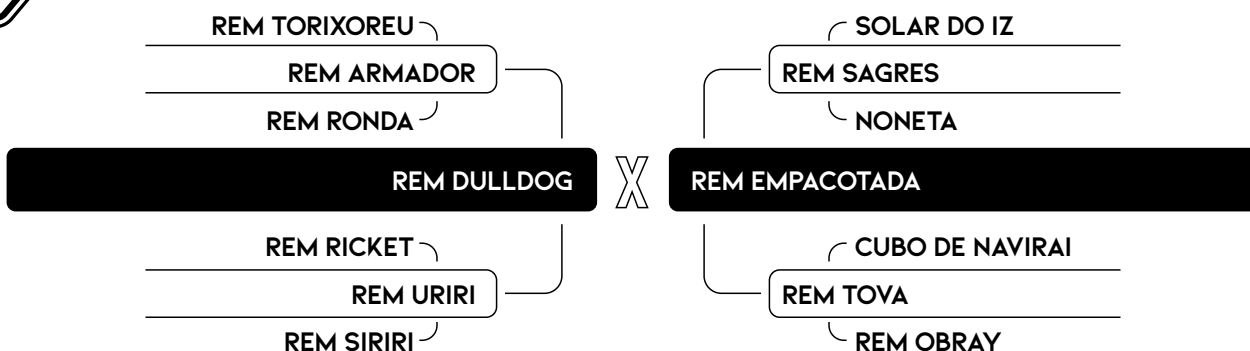 REM TORIXOREU
SOLAR DO IZ
REM ARMADOR
REM SAGRES
REM RONDA
NONETA
REM DULLDOG X REM EMPACOTADA
REM RICKET
CUBO DE NAVIRAI
REM URIRI
REM TOVA
REM SIRIRI
REM OBRAY